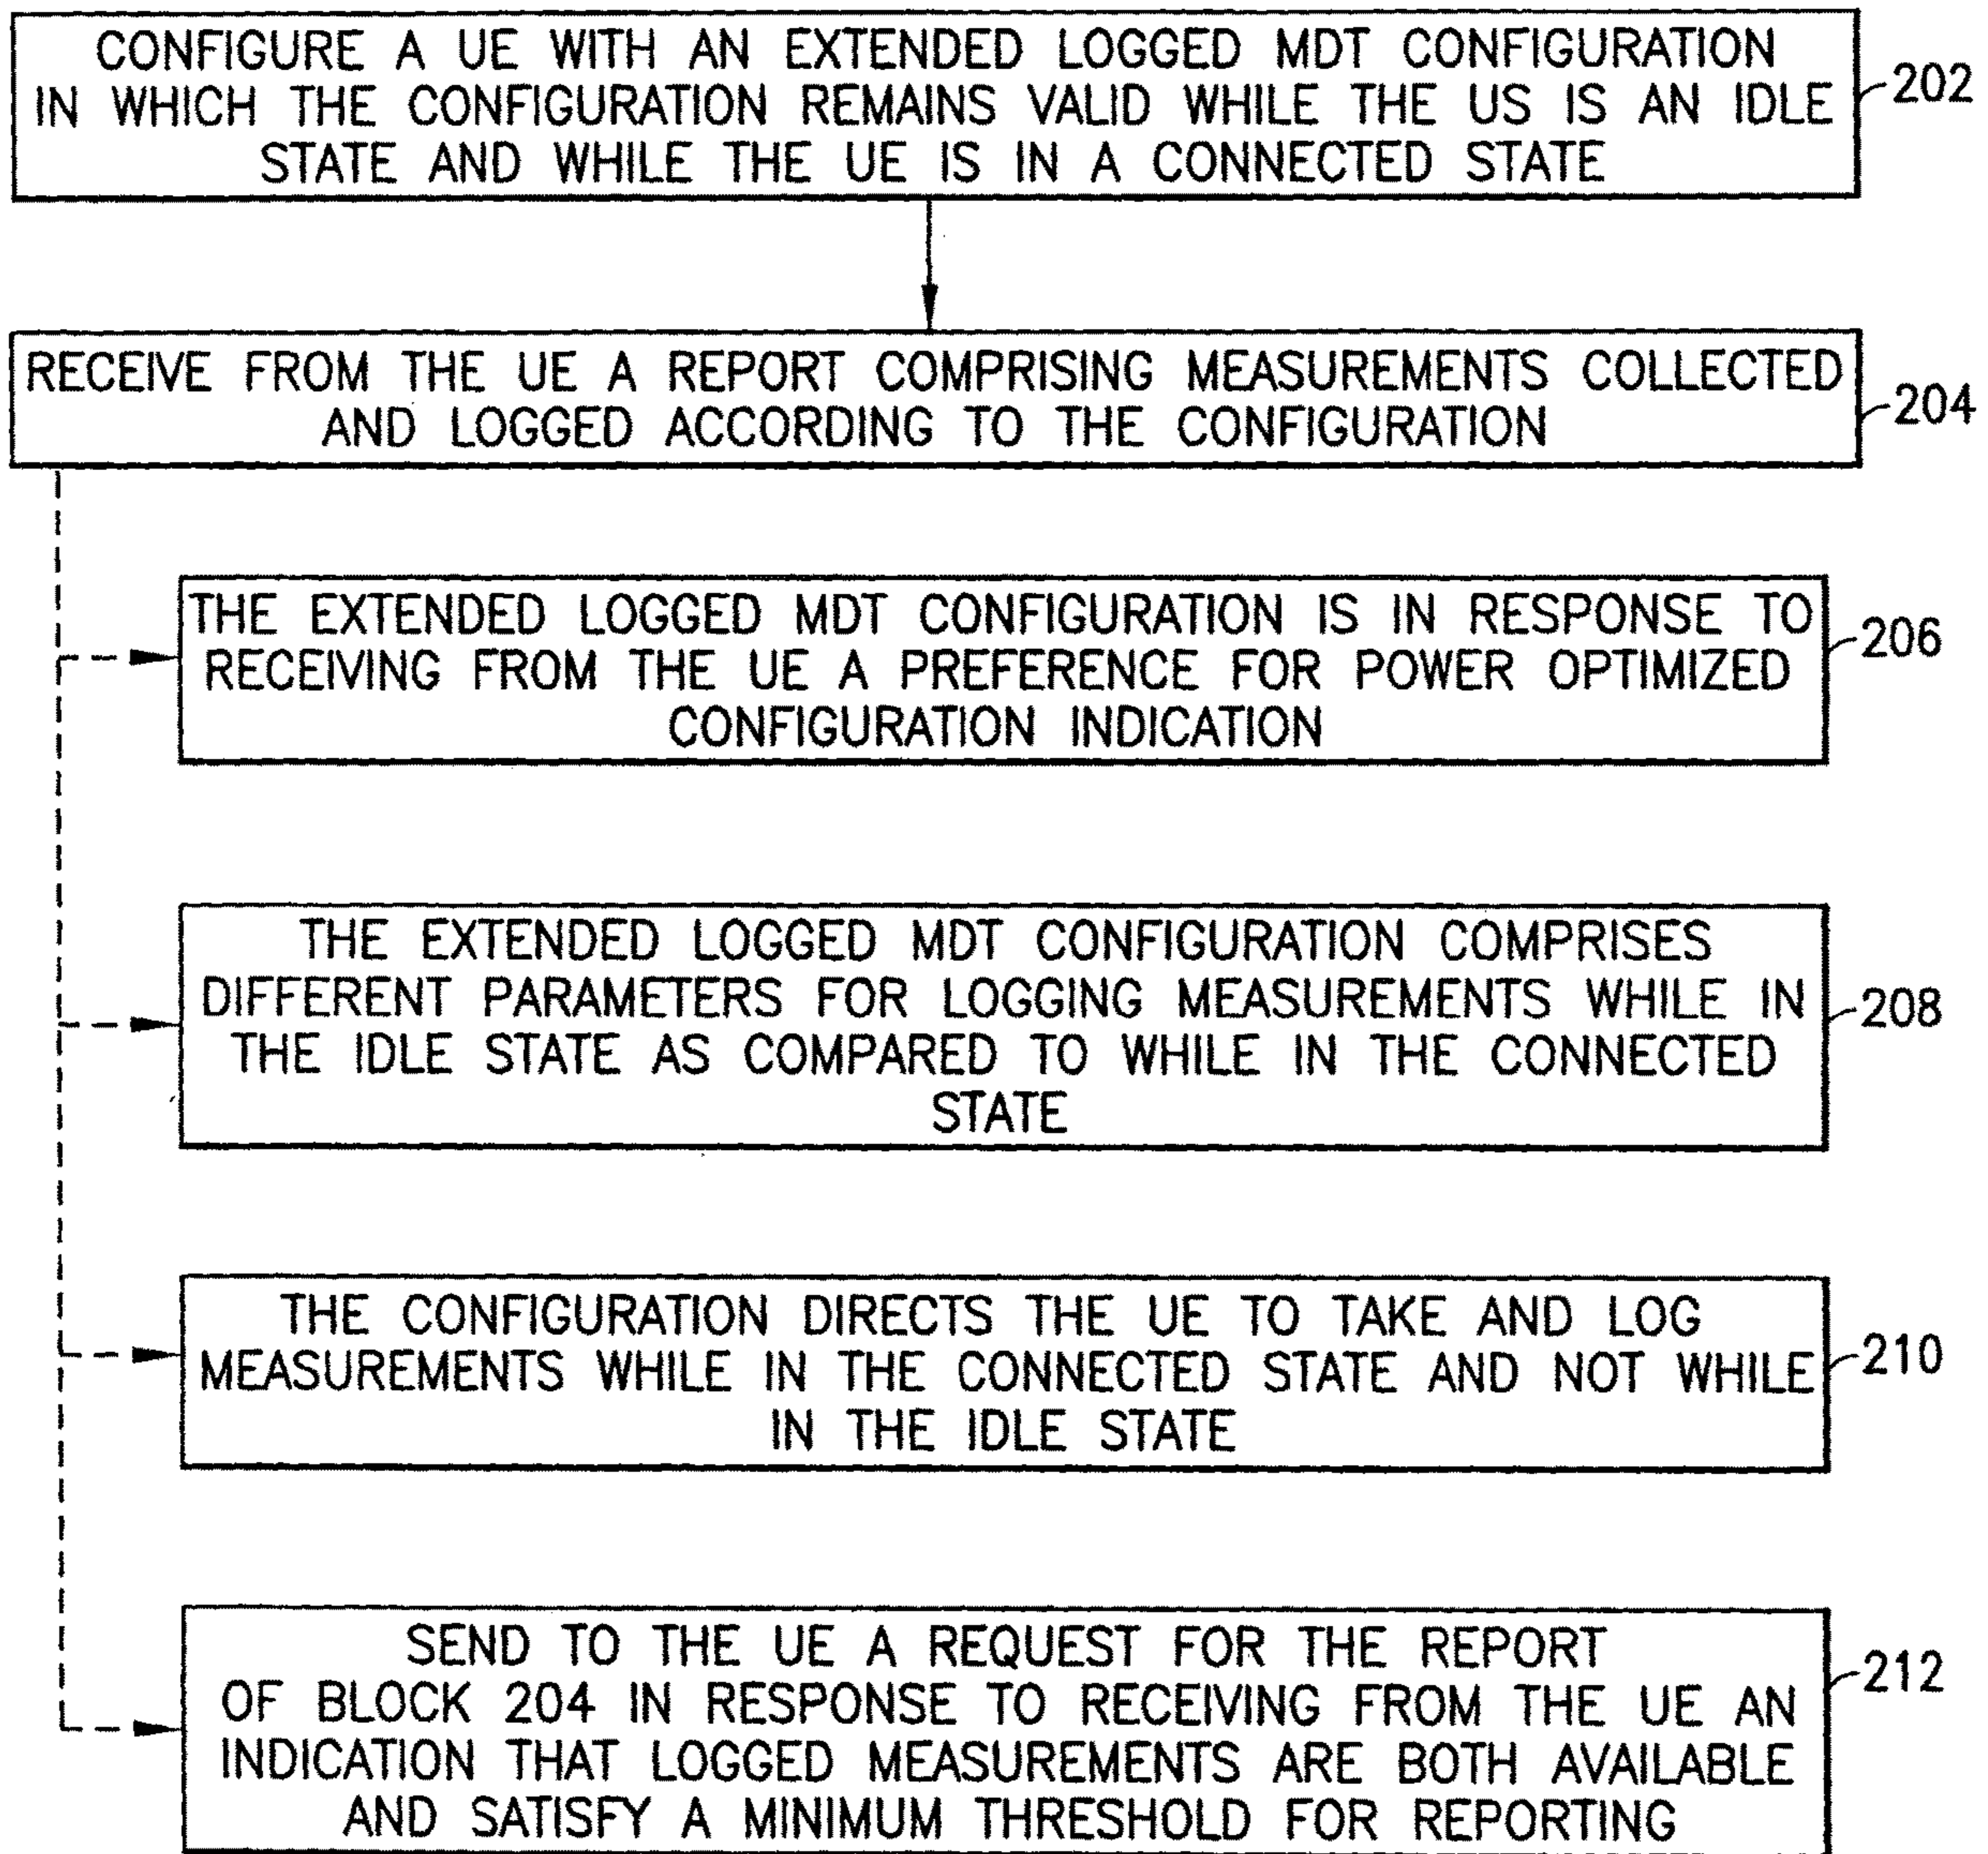 CONFIGURE A UE WITH AN EXTENDED LOGGED MDT CONFIGURATION
IN WHICH THE CONFIGURATION REMAINS VALID WHILE THE US IS AN IDLE
STATE AND WHILE THE UE IS IN A CONNECTED STATE
202
RECEIVE FROM THE UE A REPORT COMPRISING MEASUREMENTS COLLECTED
AND LOGGED ACCORDING TO THE CONFIGURATION
204
THE EXTENDED LOGGED MDT CONFIGURATION IS IN RESPONSE TO
RECEIVING FROM THE UE A PREFERENCE FOR POWER OPTIMIZED
CONFIGURATION INDICATION
206
THE EXTENDED LOGGED MDT CONFIGURATION COMPRISES
DIFFERENT PARAMETERS FOR LOGGING MEASUREMENTS WHILE IN
THE IDLE STATE AS COMPARED TO WHILE IN THE CONNECTED
STATE
208
THE CONFIGURATION DIRECTS THE UE TO TAKE AND LOG
MEASUREMENTS WHILE IN THE CONNECTED STATE AND NOT WHILE
IN THE IDLE STATE
210
SEND TO THE UE A REQUEST FOR THE REPORT
OF BLOCK 204 IN RESPONSE TO RECEIVING FROM THE UE AN
INDICATION THAT LOGGED MEASUREMENTS ARE BOTH AVAILABLE
AND SATISFY A MINIMUM THRESHOLD FOR REPORTING
212